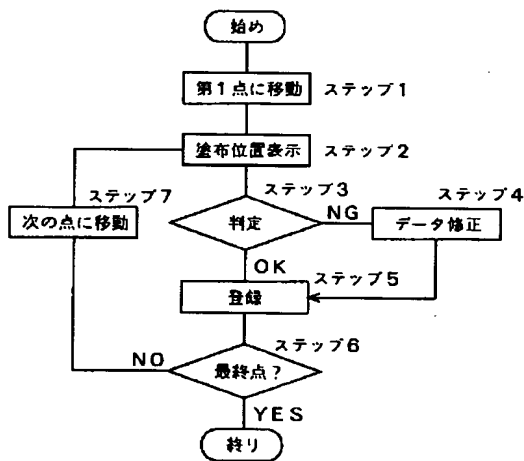 始め
第1点に移動 ステップ1
塗布位置表示 ステップ2
ステップ7
次の点に移動
ステップ3
判定
NG
ステップ4
データ修正
OK
ステップ5
登録
ステップ6
NO
最終点?
YES
終り